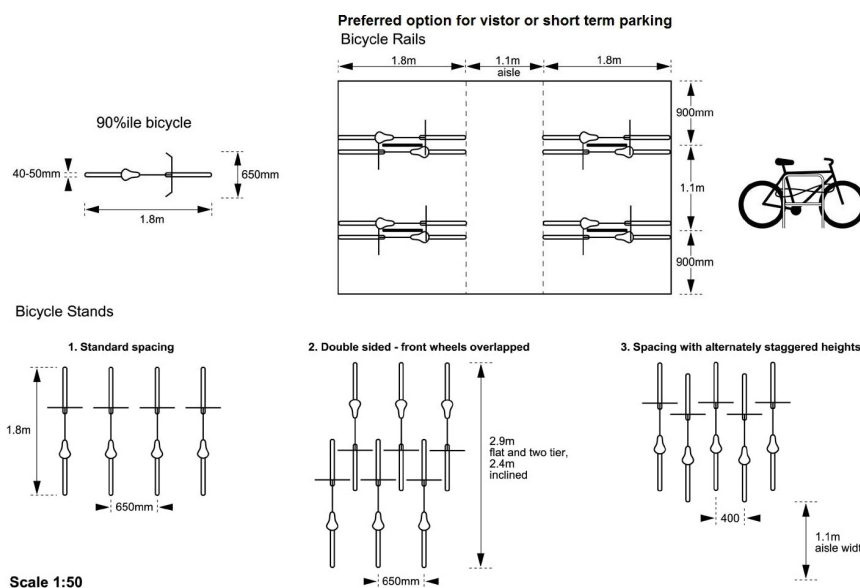 Preferred option for vistor or short term parking
Bicycle Rails
1.8m
1.1m
aisle
1.8m
900mm
1.1m
900mm
90%ile bicycle
40-50mm
650mm
1.8m
Bicycle Stands
1. Standard spacing
1.8m
650mm
2. Double sided - front wheels overlapped
2.9m
flat and two tier,
2.4m
inclined
650mm
3. Spacing with alternately staggered heights
400
1.1m
aisle width
Scale 1:50